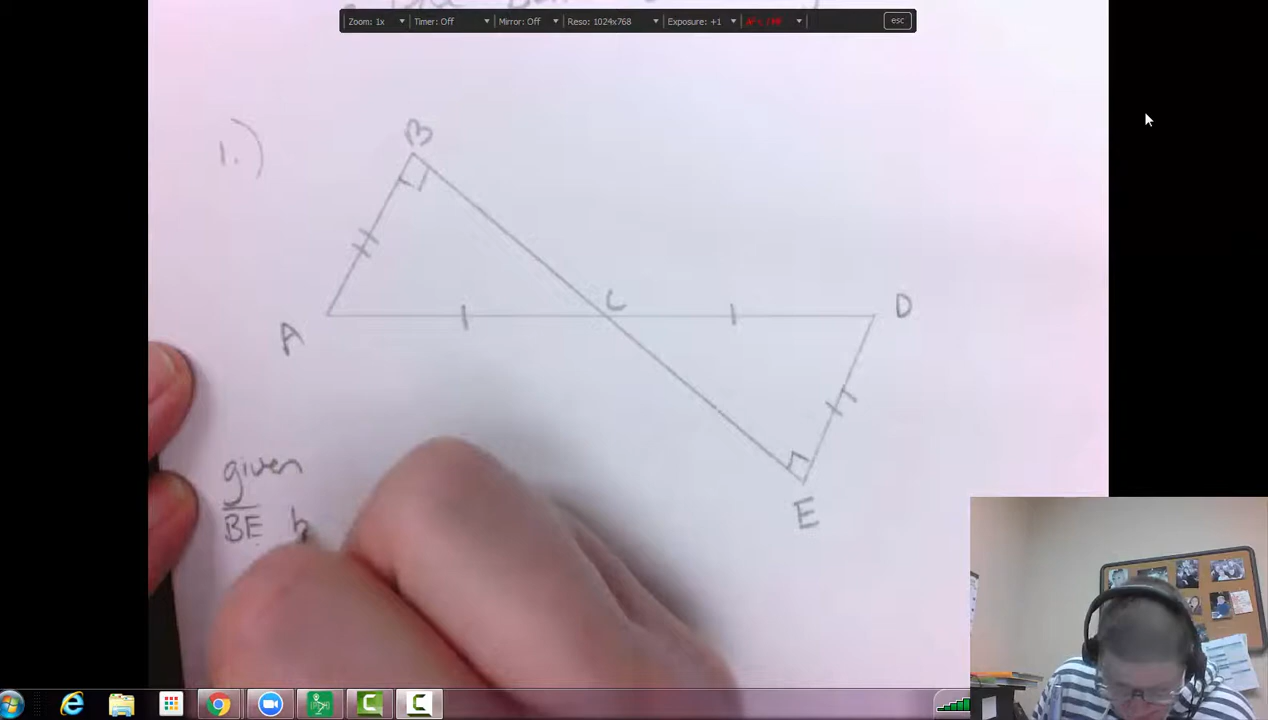 Zoom: 1x Timer: Off Mirror: Off Reso: 1024x768 Exposure: +1 esc
1.)
B
C
D
A
E
given
BE b